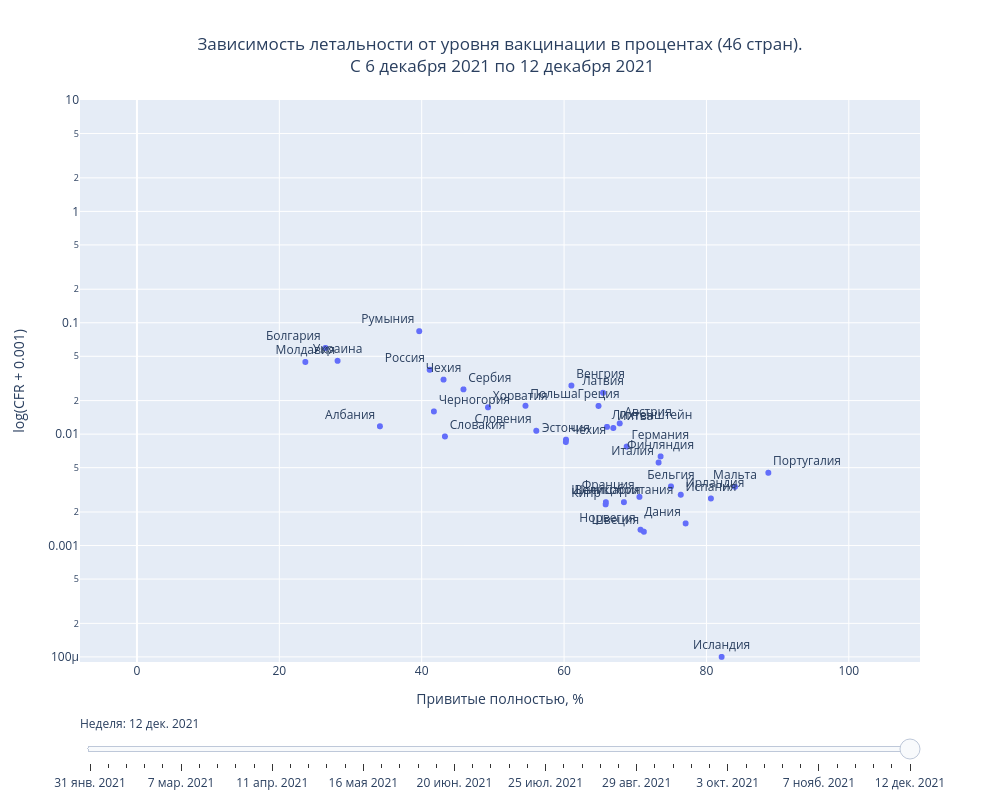 Зависимость летальности от уровня вакцинации в процентах (46 стран).
С 6 декабря 2021 по 12 декабря 2021
10
5
2
1
5
2
0.1
5
2
0.01
5
2
0.001
5
2
100μ
log(CFR + 0.001)
Румыния
Болгария
Молдавия
Украина
Россия
Чехия
Сербия
Венгрия
Латвия
Черногория
Хорватия
Польша
Греция
Албания
Словакия
Словения
Эстония
Чехия
Литва
Лихтенштейн
Австрия
Германия
Финляндия
Италия
Португалия
Бельгия
Мальта
Ирландия
Испания
Франция
Кипр
Дания
Норвегия
Швеция
Исландия
0
20
40
60
80
100
Привитые полностью, %
Неделя: 12 дек. 2021
31 янв. 2021
7 мар. 2021
11 апр. 2021
16 мая 2021
20 июн. 2021
25 июл. 2021
29 авг. 2021
3 окт. 2021
7 нояб. 2021
12 дек. 2021